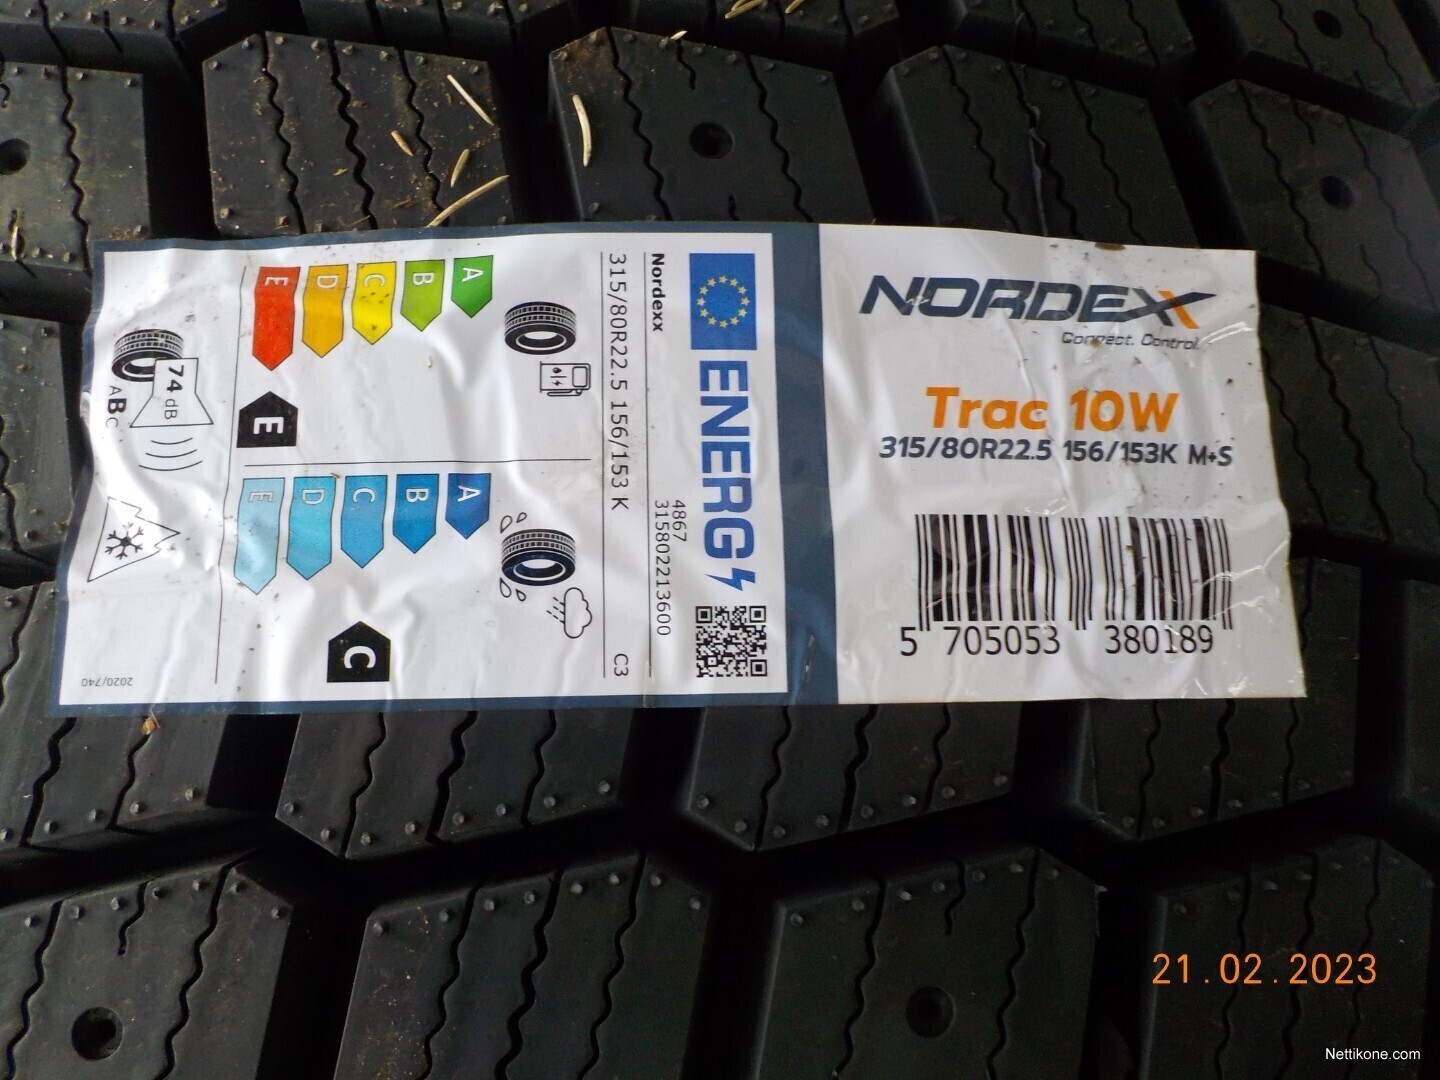 NORDEXX
Connect. Control.
Trac 10W
315/80R22.5 156/153K M+S
5 705053 380189
ENERG
Nordexx
4867
315802213600
315/80R22.5 156/153 K
C3
A
B
C
D
E
E
A
B
C
D
E
C
74 dB
ABC
2020/740
21.02.2023
Nettikone.com